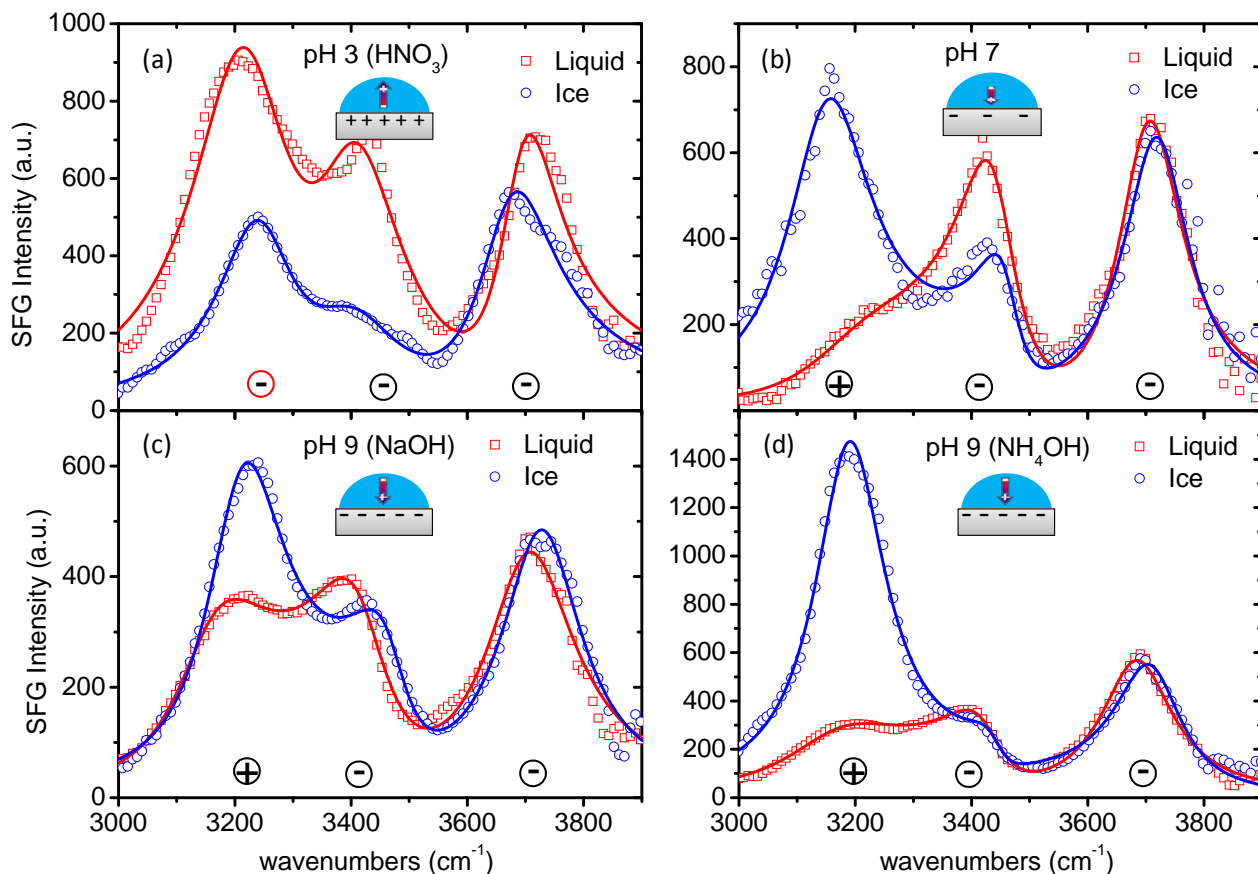 (a) pH 3 (HNO₃)
Liquid
Ice
+ + + + +
+
1000
800
600
400
200
0
SFG Intensity (a.u.)
- - -
(b) pH 7
Liquid
Ice
- - -
+
800
600
400
200
+ - -
(c) pH 9 (NaOH)
Liquid
Ice
+
- - - - -
600
400
200
0
SFG Intensity (a.u.)
+ - -
3000 3200 3400 3600 3800
wavenumbers (cm⁻¹)
(d) pH 9 (NH₄OH)
Liquid
Ice
+
- - - - -
1400
1200
1000
800
600
400
200
0
+ - -
3000 3200 3400 3600 3800
wavenumbers (cm⁻¹)